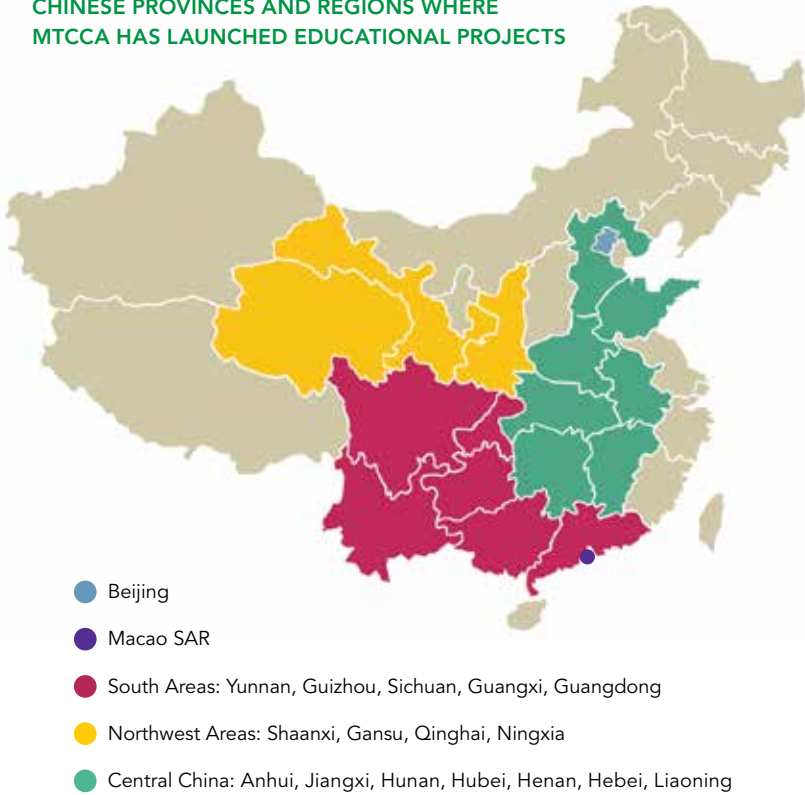 CHINESE PROVINCES AND REGIONS WHERE
MTCCA HAS LAUNCHED EDUCATIONAL PROJECTS
Beijing
Macao SAR
South Areas: Yunnan, Guizhou, Sichuan, Guangxi, Guangdong
Northwest Areas: Shaanxi, Gansu, Qinghai, Ningxia
Central China: Anhui, Jiangxi, Hunan, Hubei, Henan, Hebei, Liaoning